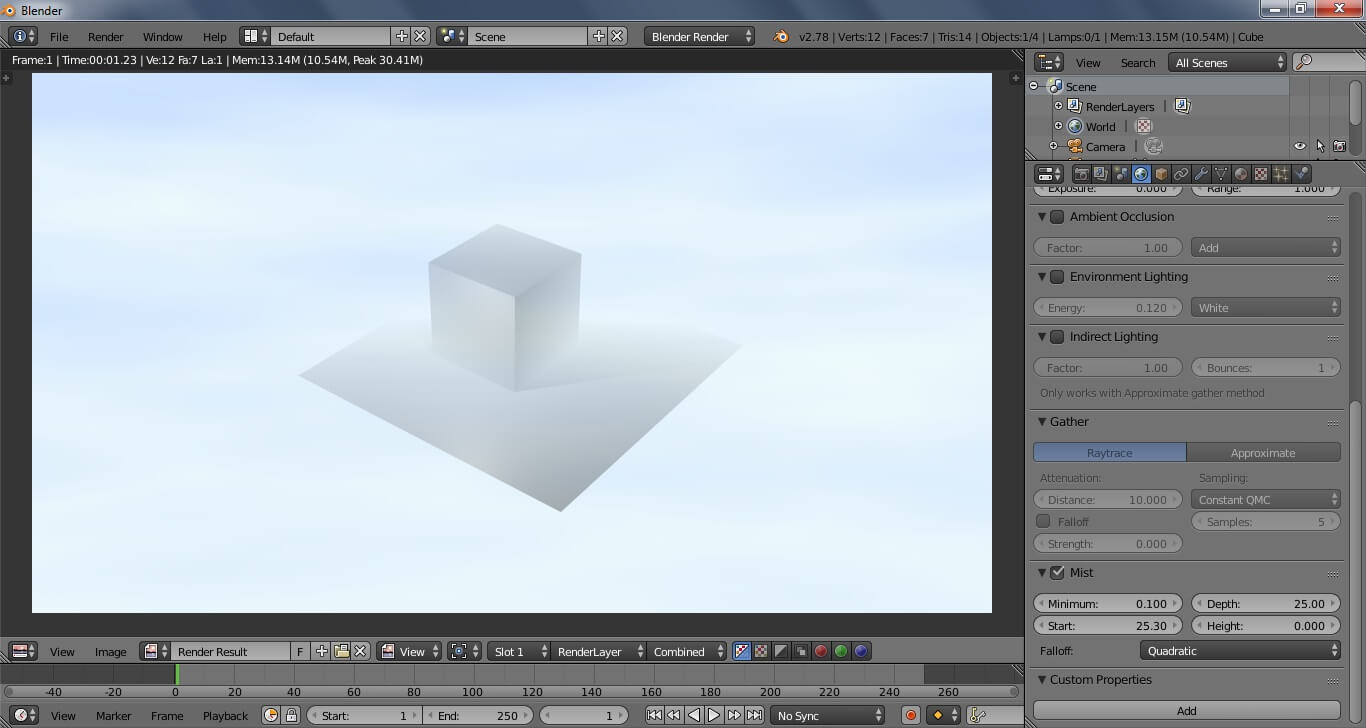 Blender
File Render Window Help Default Scene Blender Render v2.78 | Verts:12 | Faces:7 | Tris:14 | Objects:1/4 | Lamps:0/1 | Mem:13.15M (10.54M) | Cube
Frame:1 | Time:00:01.23 | Ve:12 Fa:7 La:1 | Mem:13.14M (10.54M, Peak 30.41M)
View Search All Scenes
Scene
RenderLayers |
World |
Camera |
Exposure: 0.000 Range: 1.000
Ambient Occlusion
Factor: 1.00 Add
Environment Lighting
Energy: 0.120 White
Indirect Lighting
Factor: 1.00 Bounces: 1
Only works with Approximate gather method
Gather
Raytrace Approximate
Attenuation: Sampling:
Distance: 10.000 Constant QMC
Falloff Samples: 5
Strength: 0.000
Mist
Minimum: 0.100 Depth: 25.00
Start: 25.30 Height: 0.000
Falloff: Quadratic
Custom Properties
Add
View Image Render Result F View Slot 1 RenderLayer Combined
-40 -20 0 20 40 60 80 100 120 140 160 180 200 220 240 260
View Marker Frame Playback Start: 1 End: 250 1 No Sync